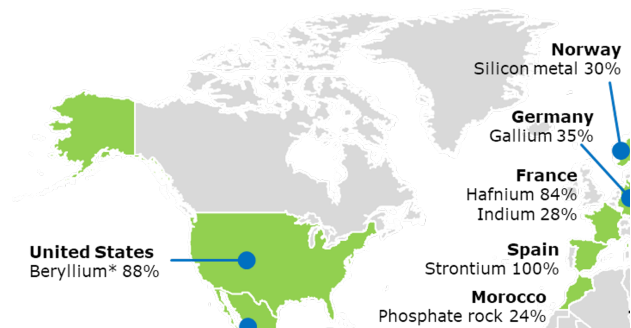 Norway
Silicon metal 30%
Germany
Gallium 35%
France
Hafnium 84%
Indium 28%
United States
Beryllium* 88%
Spain
Strontium 100%
Morocco
Phosphate rock 24%